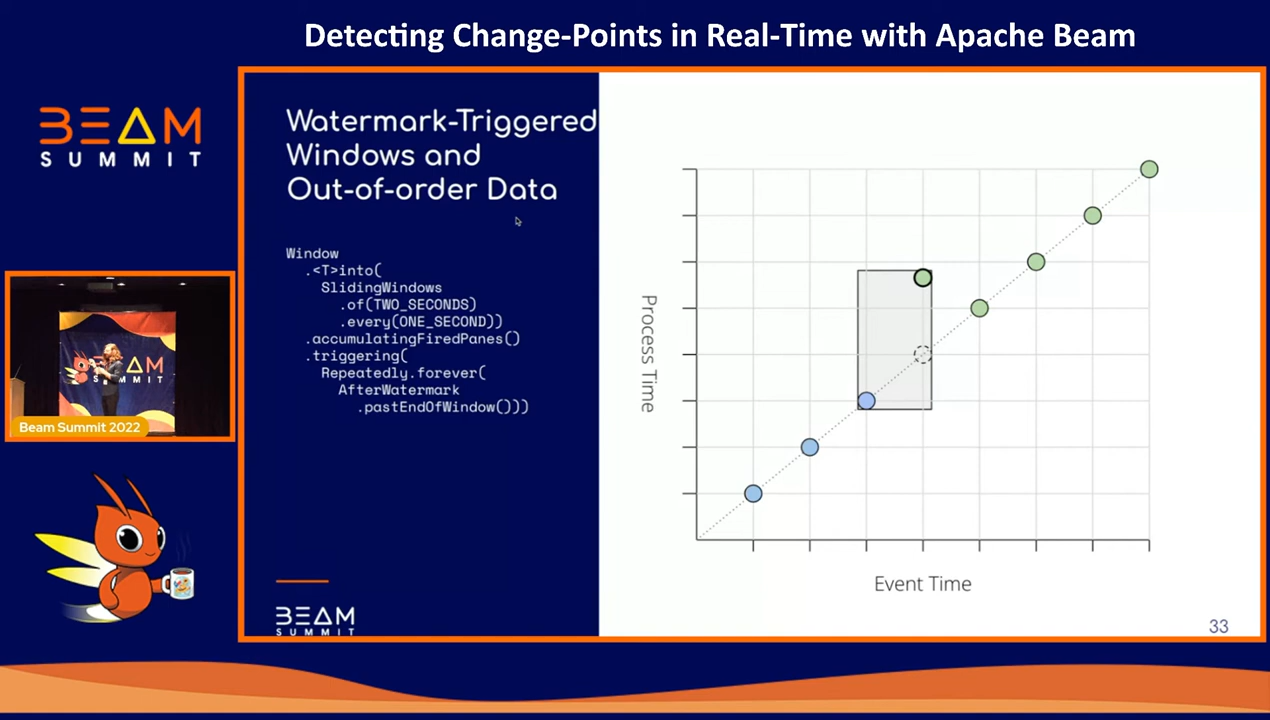 Detecting Change-Points in Real-Time with Apache Beam
BEAM
SUMMIT
Watermark-Triggered
Windows and
Out-of-order Data
Window
.<T>into(
SlidingWindows
.of(TWO_SECONDS)
.every(ONE_SECOND))
.accumulatingFiredPanes()
.triggering(
Repeatedly.forever(
AfterWatermark
.pastEndOfWindow()))
BEAM
SUMMIT
Process Time
Event Time
33
BEAM
Beam Summit 2022